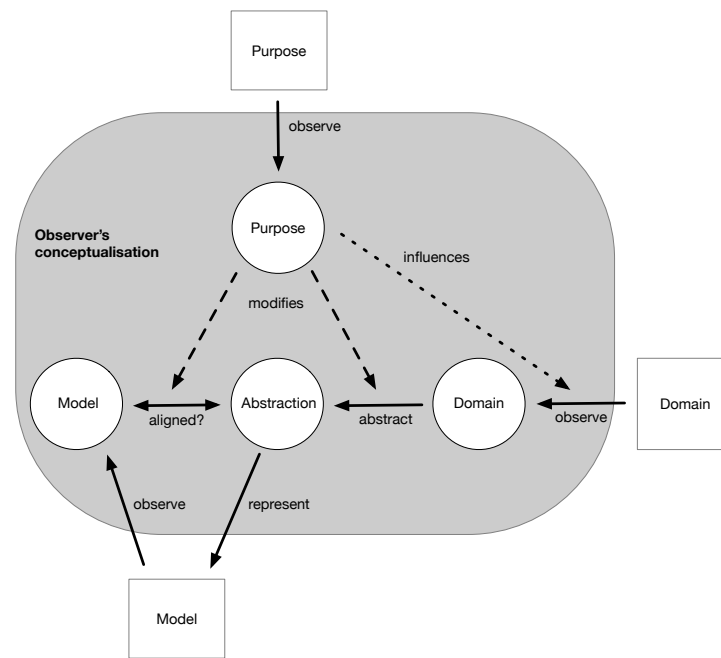 Purpose
observe
Purpose
Observer's
conceptualisation
influences
modifies
Model
aligned?
Abstraction
abstract
Domain
observe
Domain
observe
represent
Model